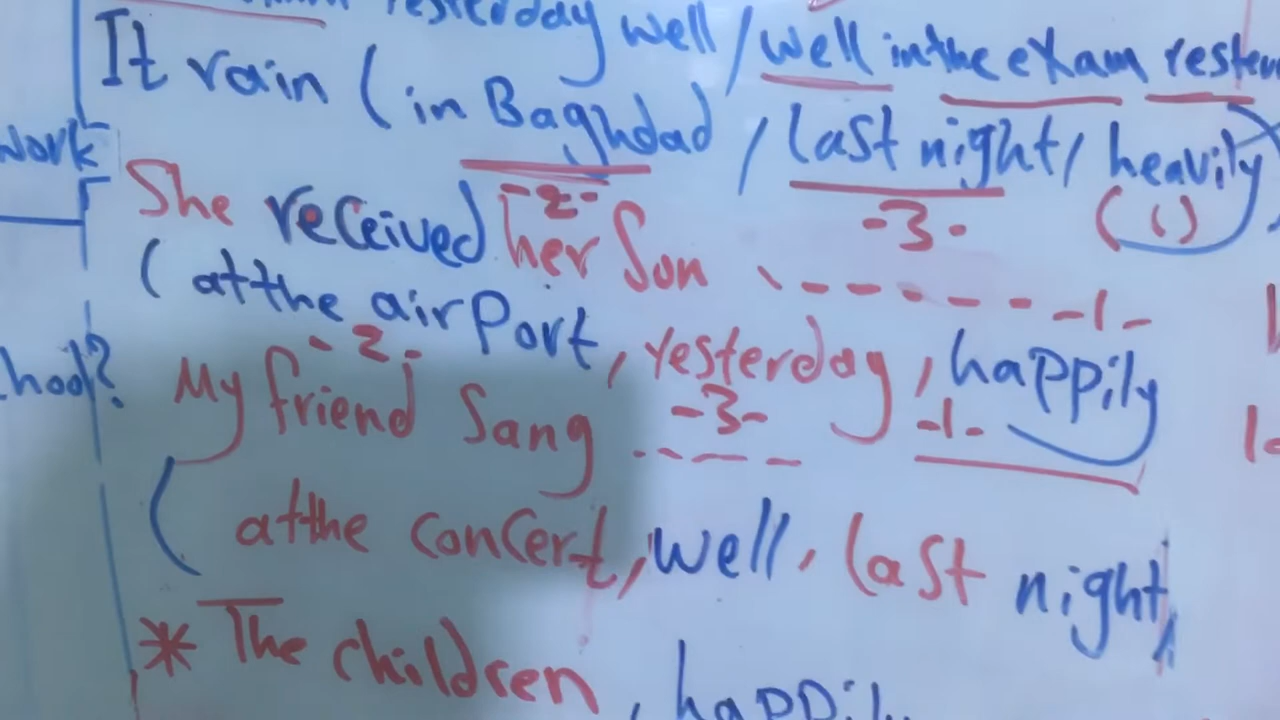 yesterday well / well in the exam
It rain (in Baghdad / last night / heavily
work
-2- -3- (1)
She received her son - - - - - -
(at the airport, yesterday, happily
-2- -3- -1-
hool?
My friend sang - - - - -
(at the concert, well, last night,
* The children, happily